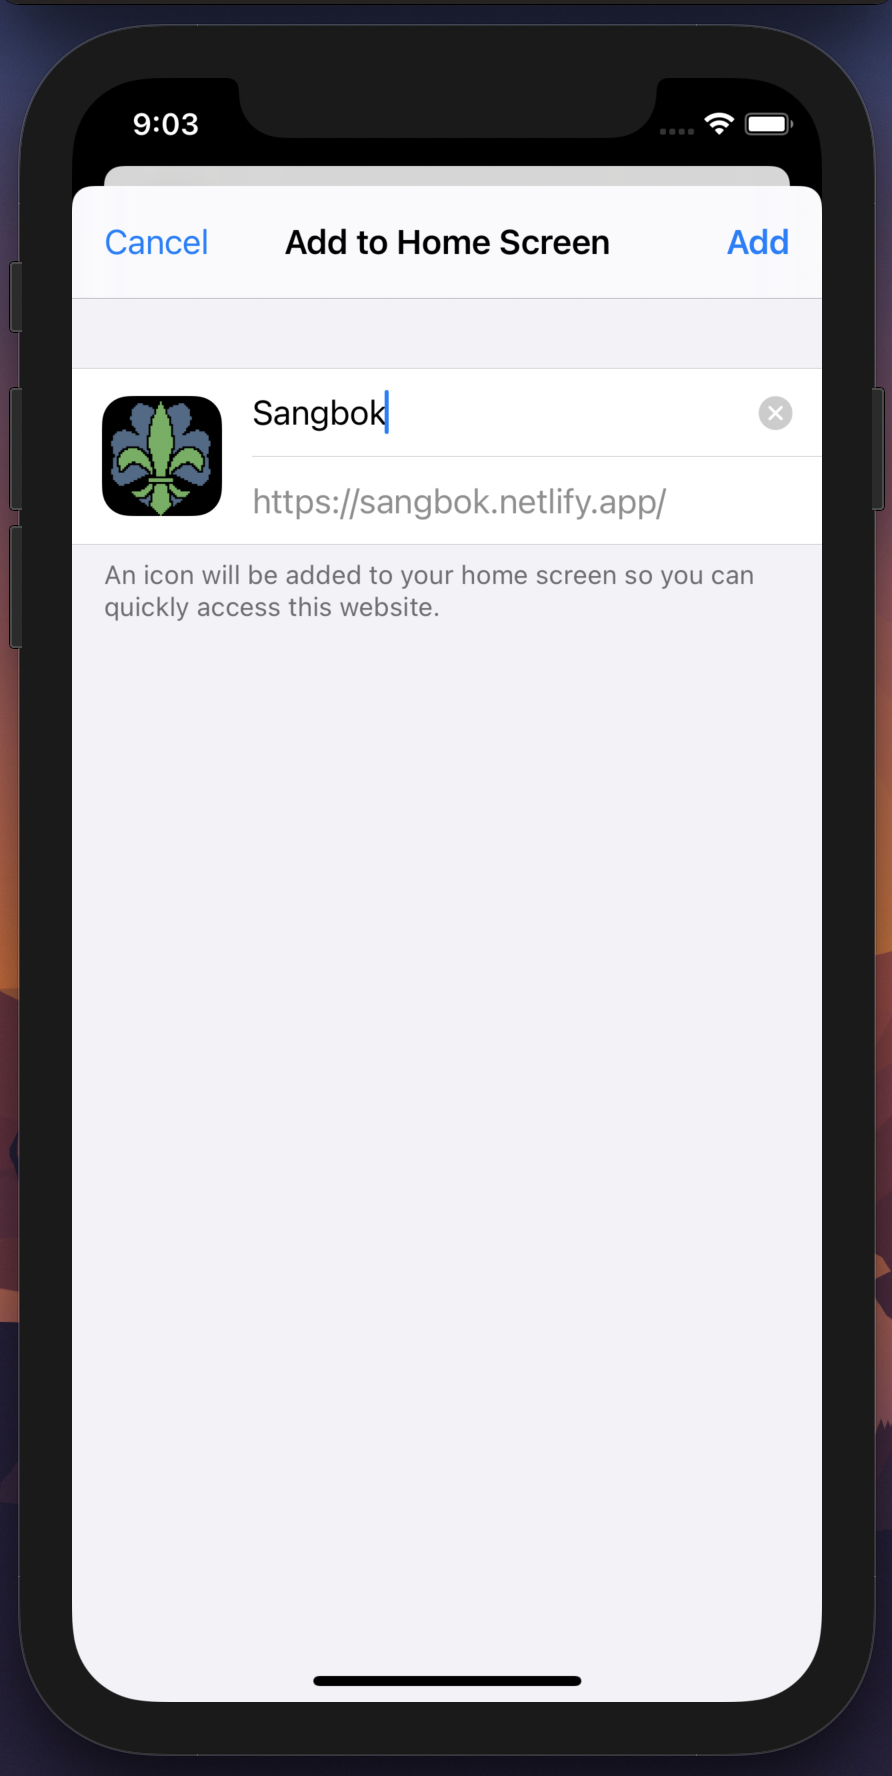 9:03
Cancel Add to Home Screen Add
Sangbok
https://sangbok.netlify.app/
An icon will be added to your home screen so you can
quickly access this website.